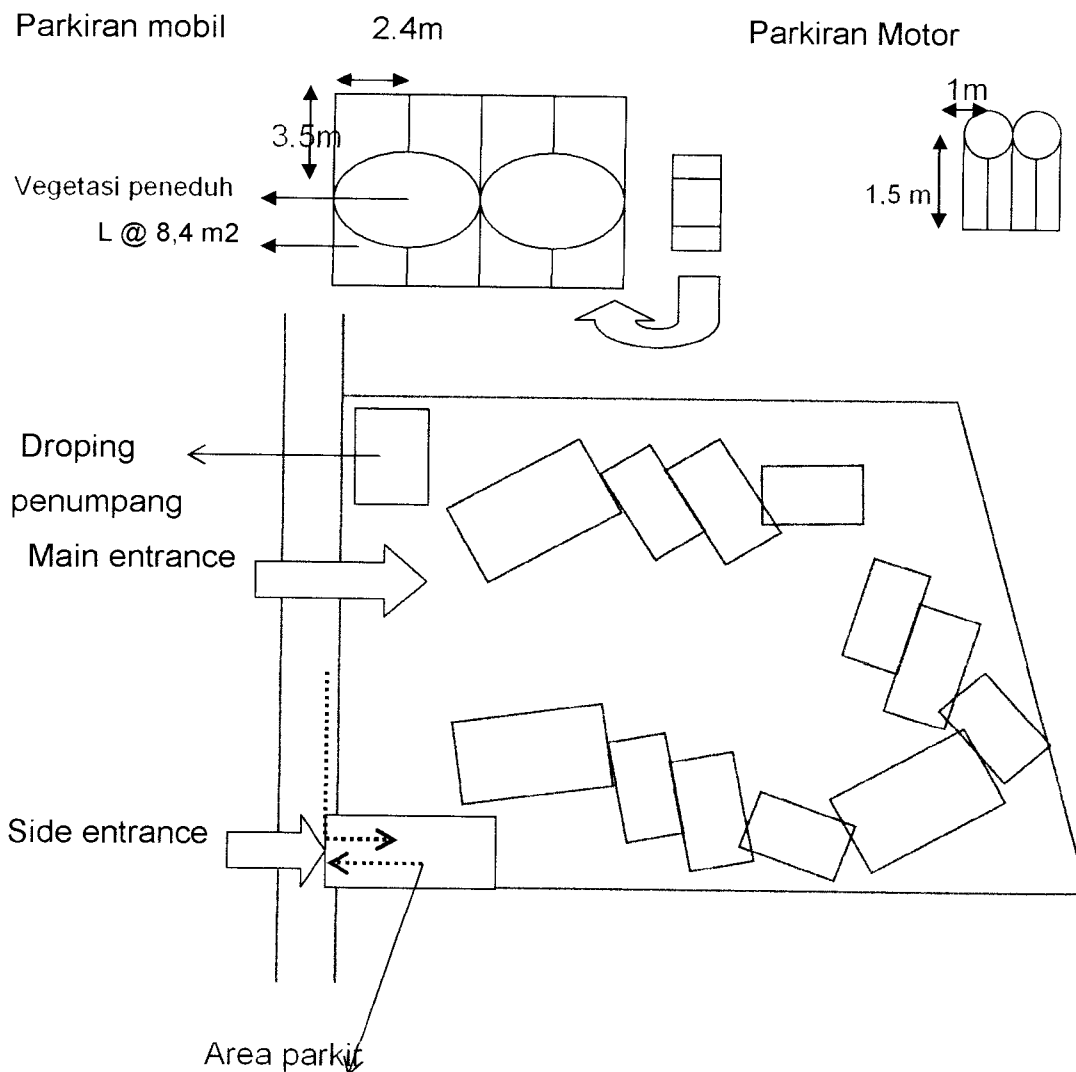 Parkiran mobil
2.4m
Parkiran Motor
1m
3.5m
Vegetasi peneduh
1.5 m
L @ 8,4 m2
Droping
penumpang
Main entrance
Side entrance
Area parkir